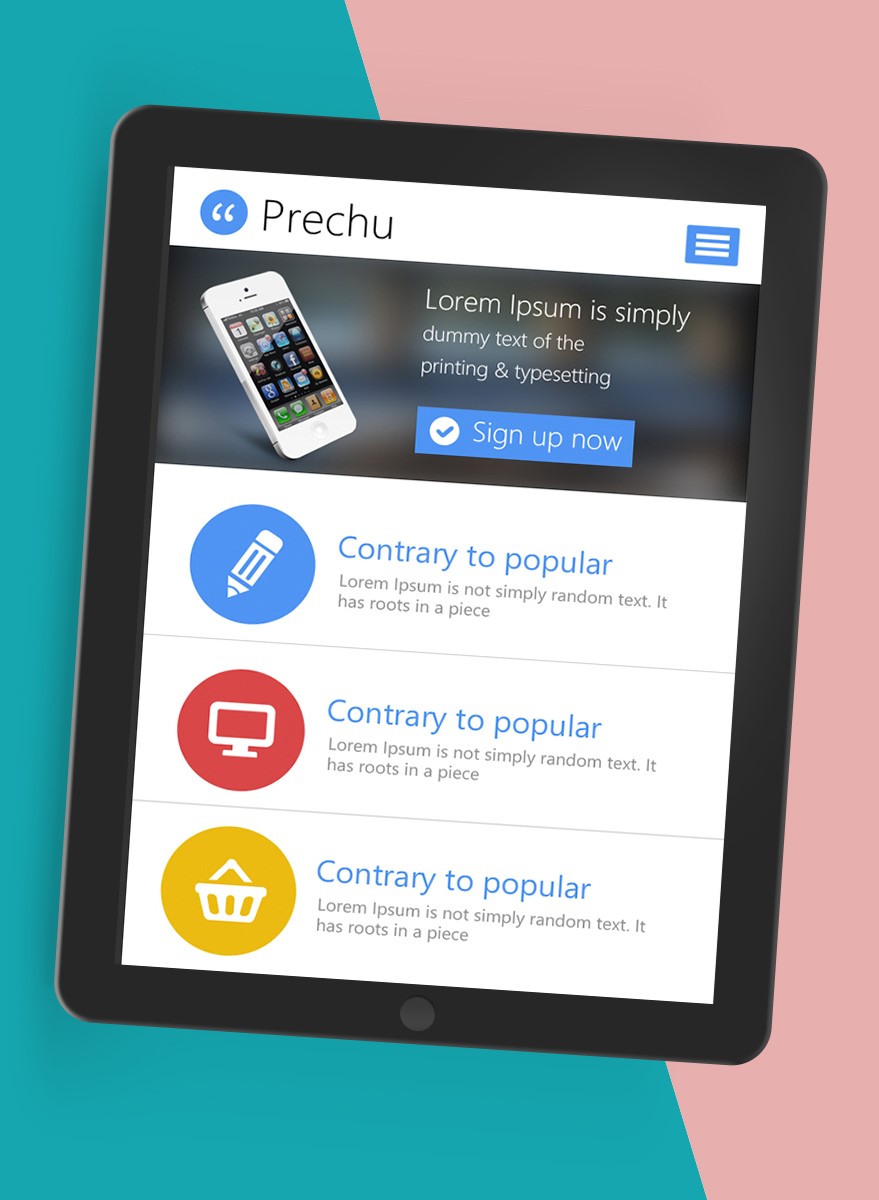 Prechu
Lorem Ipsum is simply
dummy text of the
printing & typesetting
Sign up now
Contrary to popular
Lorem Ipsum is not simply random text. It
has roots in a piece
Contrary to popular
Lorem Ipsum is not simply random text. It
has roots in a piece
Contrary to popular
Lorem Ipsum is not simply random text. It
has roots in a piece